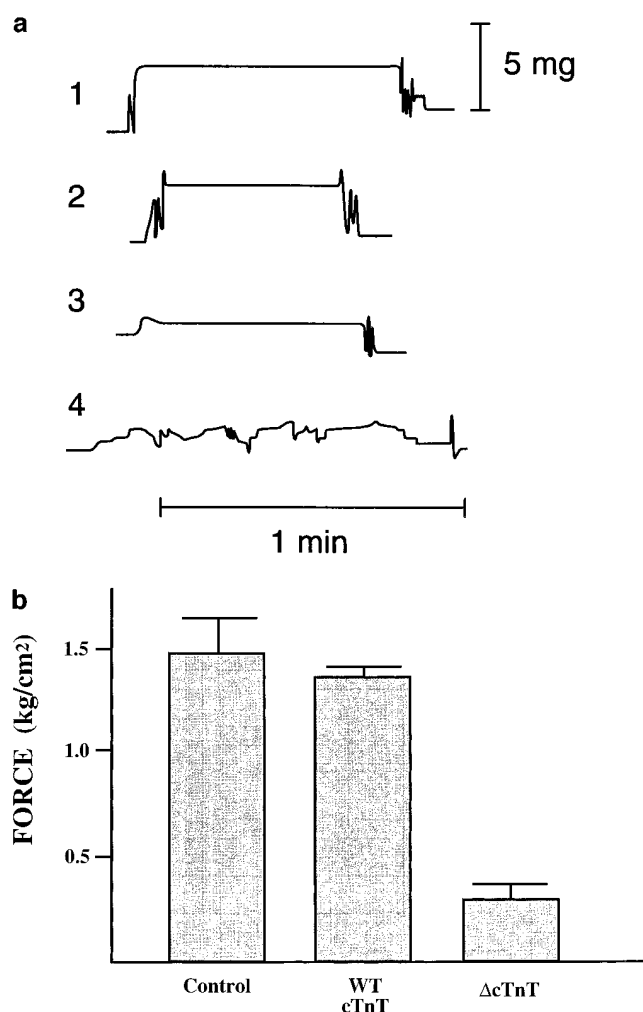 a
5 mg
1
2
3
4
1 min
b
FORCE (kg/cm²)
1.5
1.0
0.5
Control
WT
cTnT
ΔcTnT